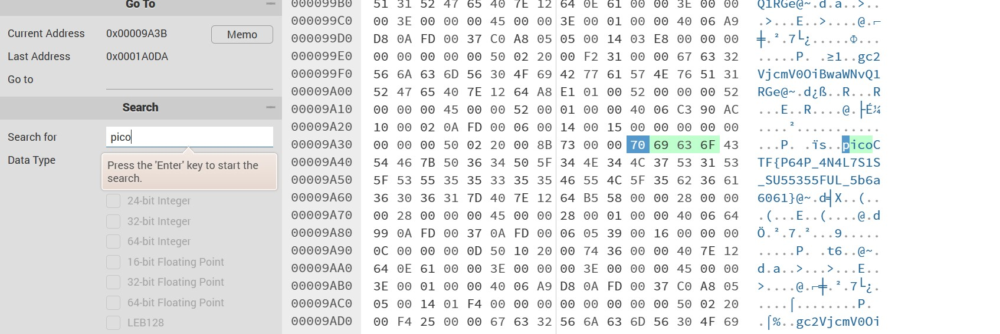 Go To
Current Address 0x00009A3B Memo
Last Address 0x0001A0DA
Go to
Search
Search for pico
Data Type
Press the 'Enter' key to start the
search.
24-bit Integer
32-bit Integer
64-bit Integer
16-bit Floating Point
32-bit Floating Point
64-bit Floating Point
LEB128
000099B0 51 31 52 47 65 40 7E 12 64 0E 61 00 00 3E 00 00 Q1RGe@~.d.a..>..
000099C0 00 3E 00 00 00 45 00 00 3E 00 01 00 00 40 06 A9 .>...E..>....@.⌐
000099D0 D8 0A FD 00 37 C0 A8 05 05 00 14 03 E8 00 00 00 ╪.².7└¿.....Φ...
000099E0 00 00 00 00 00 50 02 20 00 F2 31 00 00 67 63 32 .....P. .≥1..gc2
000099F0 56 6A 63 6D 56 30 4F 69 42 77 61 57 4E 76 51 31 VjcmV0OiBwaWNvQ1
00009A00 52 47 65 40 7E 12 64 A8 E1 01 00 52 00 00 00 52 RGe@~.d¿ß..R...R
00009A10 00 00 00 45 00 00 52 00 01 00 00 40 06 C3 90 AC ...E..R....@.├É¼
00009A20 10 00 02 0A FD 00 06 00 14 00 15 00 00 00 00 00 ....²...........
00009A30 00 00 00 50 02 20 00 8B 73 00 00 70 69 63 6F 43 ...P. .ïs..picoC
00009A40 54 46 7B 50 36 34 50 5F 34 4E 34 4C 37 53 31 53 TF{P64P_4N4L7S1S
00009A50 5F 53 55 35 35 33 35 35 46 55 4C 5F 35 62 36 61 _SU55355FUL_5b6a
00009A60 36 30 36 31 7D 40 7E 12 64 B5 58 00 00 28 00 00 6061}@~.d╡X..(..
00009A70 00 28 00 00 00 45 00 00 28 00 01 00 00 40 06 64 .(...E..(....@.d
00009A80 99 0A FD 00 37 0A FD 00 06 05 39 00 16 00 00 00 Ö.².7.²...9.....
00009A90 0C 00 00 00 0D 50 10 20 00 74 36 00 00 40 7E 12 .....P. .t6..@~.
00009AA0 64 0E 61 00 00 3E 00 00 00 3E 00 00 00 45 00 00 d.a..>...>...E..
00009AB0 3E 00 01 00 00 40 06 A9 D8 0A FD 00 37 C0 A8 05 >....@.⌐╪.².7└¿.
00009AC0 05 00 14 01 F4 00 00 00 00 00 00 00 00 50 02 20 ....⌠........P. 
00009AD0 00 F4 25 00 00 67 63 32 56 6A 63 6D 56 30 4F 69 .⌠%..gc2VjcmV0Oi